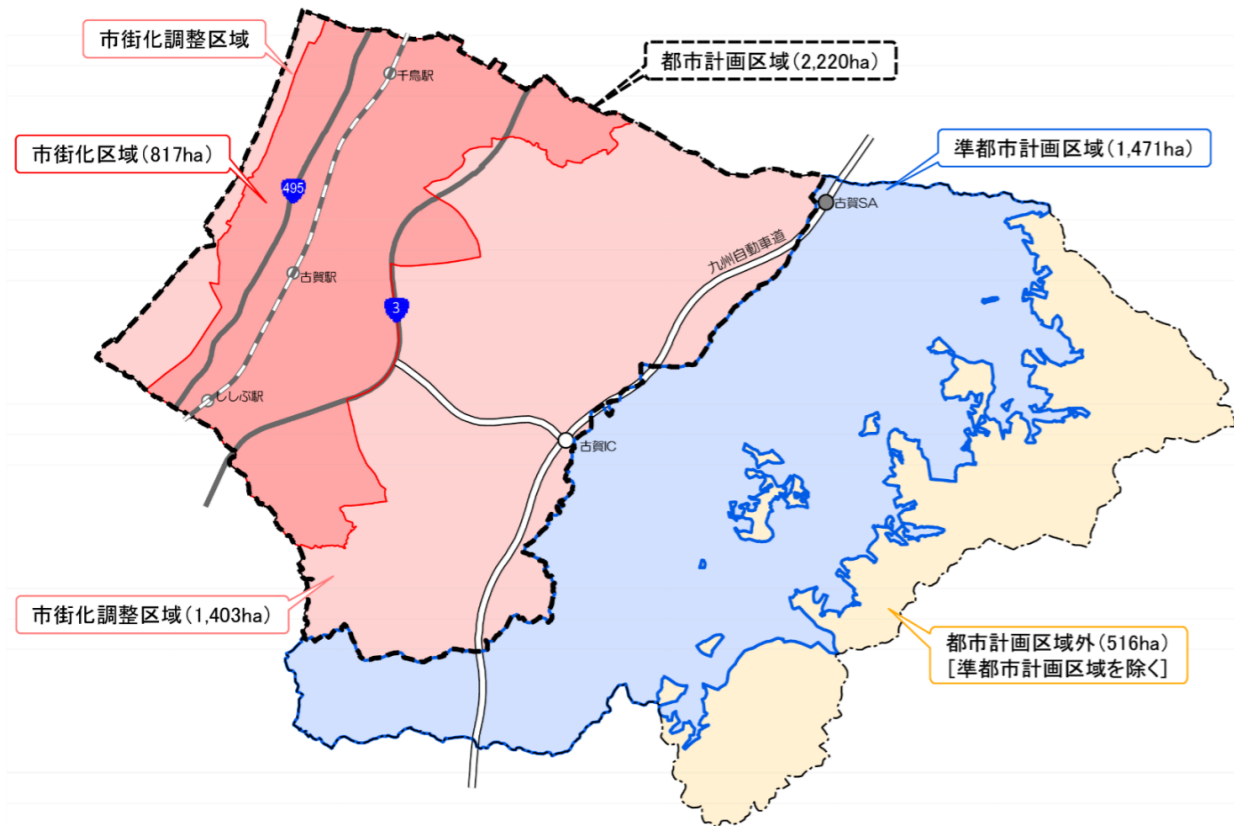 市街化調整区域
都市計画区域(2,220ha)
千鳥駅
市街化区域(817ha)
準都市計画区域(1,471ha)
495
古賀SA
九州自動車道
古賀駅
3
ししぶ駅
古賀IC
市街化調整区域(1,403ha)
都市計画区域外(516ha)
[準都市計画区域を除く]